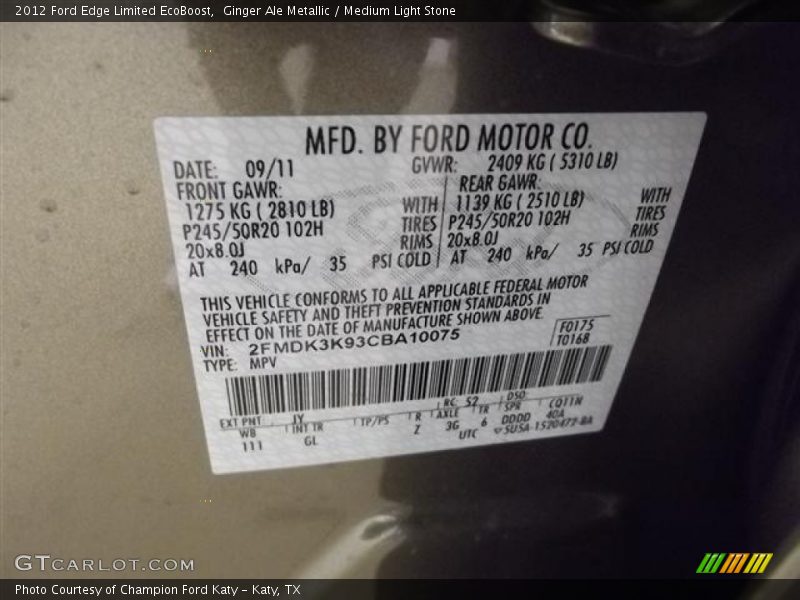 2012 Ford Edge Limited EcoBoost,  Ginger Ale Metallic / Medium Light Stone
MFD. BY FORD MOTOR CO.
DATE: 09/11 GVWR: 2409 KG ( 5310 LB)
FRONT GAWR: REAR GAWR:
1275 KG ( 2810 LB) WITH 1139 KG ( 2510 LB) WITH
P245/50R20 102H TIRES P245/50R20 102H TIRES
20x8.0J RIMS 20x8.0J RIMS
AT 240 kPa/ 35 PSI COLD AT 240 kPa/ 35 PSI COLD
THIS VEHICLE CONFORMS TO ALL APPLICABLE FEDERAL MOTOR
VEHICLE SAFETY AND THEFT PREVENTION STANDARDS IN
EFFECT ON THE DATE OF MANUFACTURE SHOWN ABOVE.
VIN: 2FMDK3K93CBA10075 F0175
TYPE: MPV T0168
EXT PNT JY RC: 52 DSO:
WB INT TR TP/PS R AXLE TR SPR
111 GL Z 3G 6 DDDD 40A
UTC
GTCARLOT.COM
Photo Courtesy of Champion Ford Katy – Katy, TX